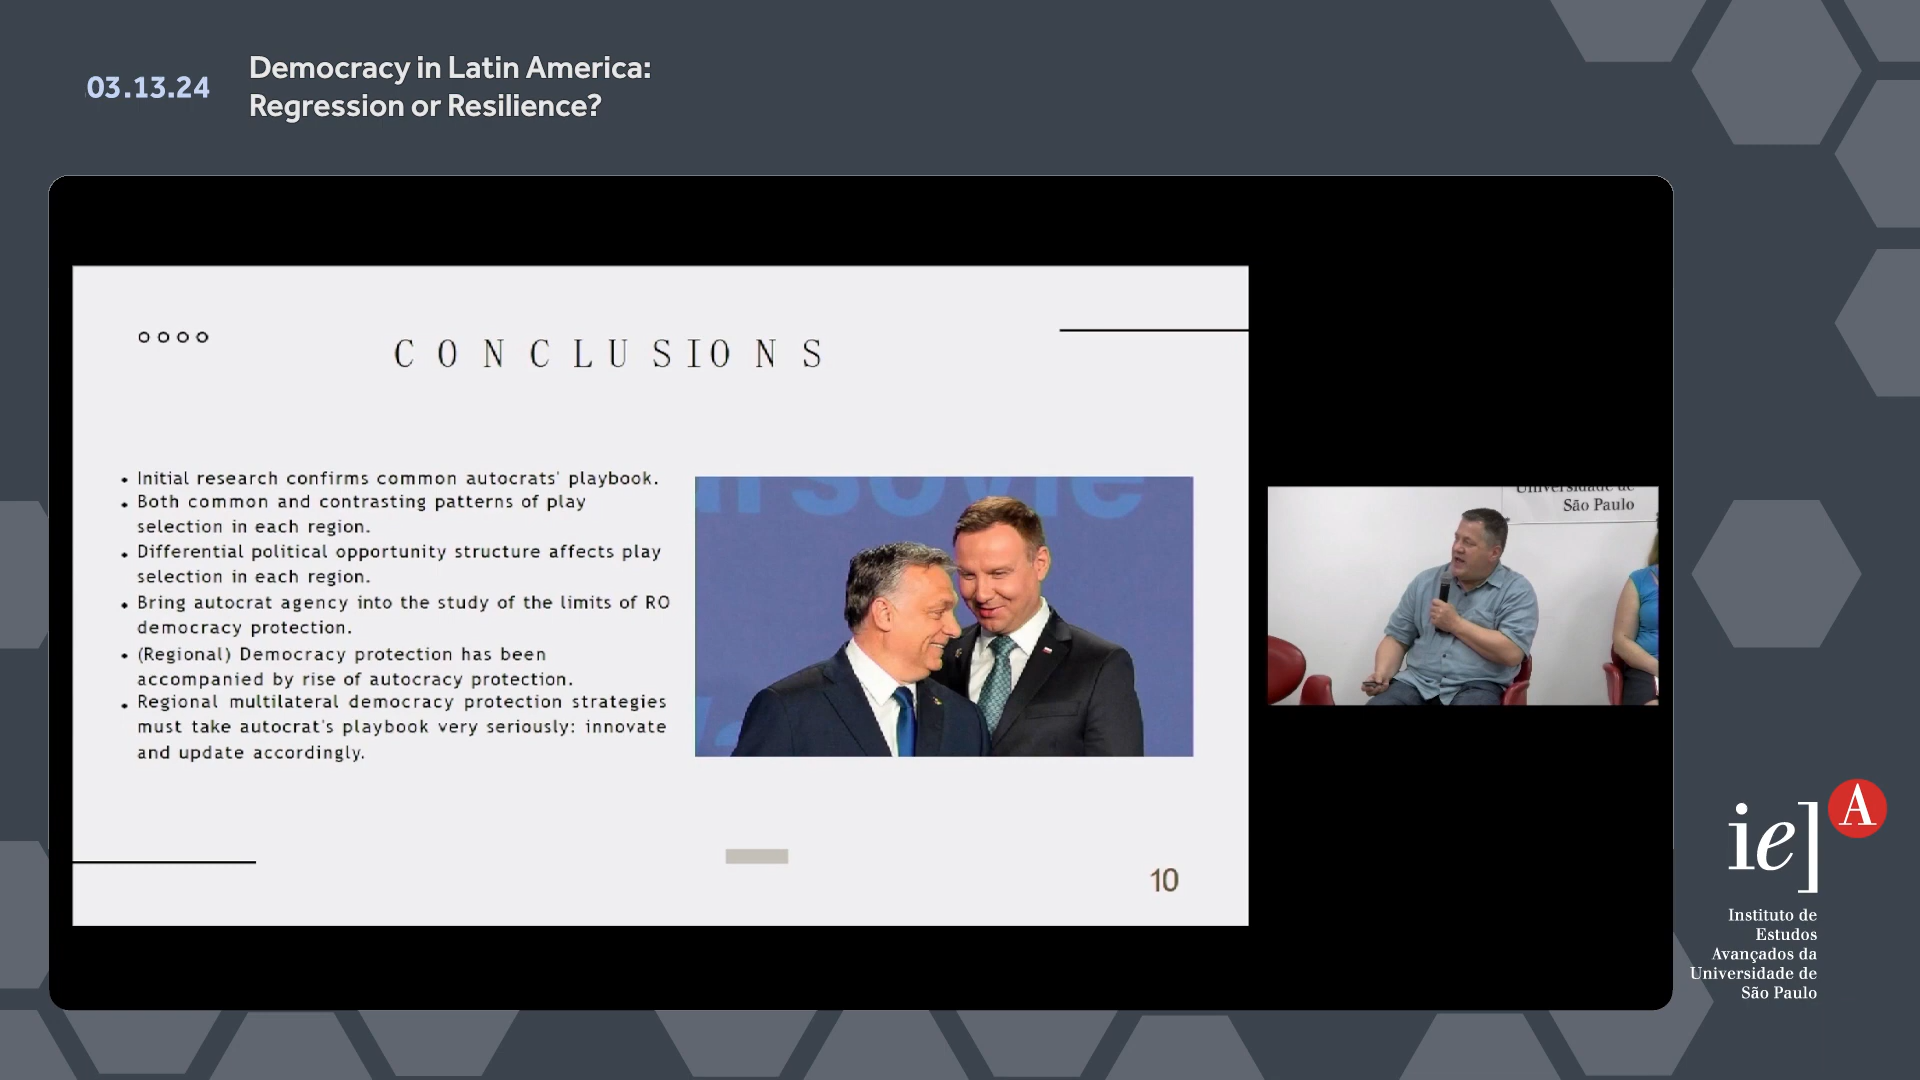 03.13.24
Democracy in Latin America:
Regression or Resilience?
CONCLUSIONS
• Initial research confirms common autocrats' playbook.
• Both common and contrasting patterns of play
selection in each region.
• Differential political opportunity structure affects play
selection in each region.
• Bring autocrat agency into the study of the limits of RO
democracy protection.
• (Regional) Democracy protection has been
accompanied by rise of autocracy protection.
• Regional multilateral democracy protection strategies
must take autocrat's playbook very seriously: innovate
and update accordingly.
10
Universidade de
São Paulo
ie] A
Instituto de
Estudos
Avançados da
Universidade de
São Paulo